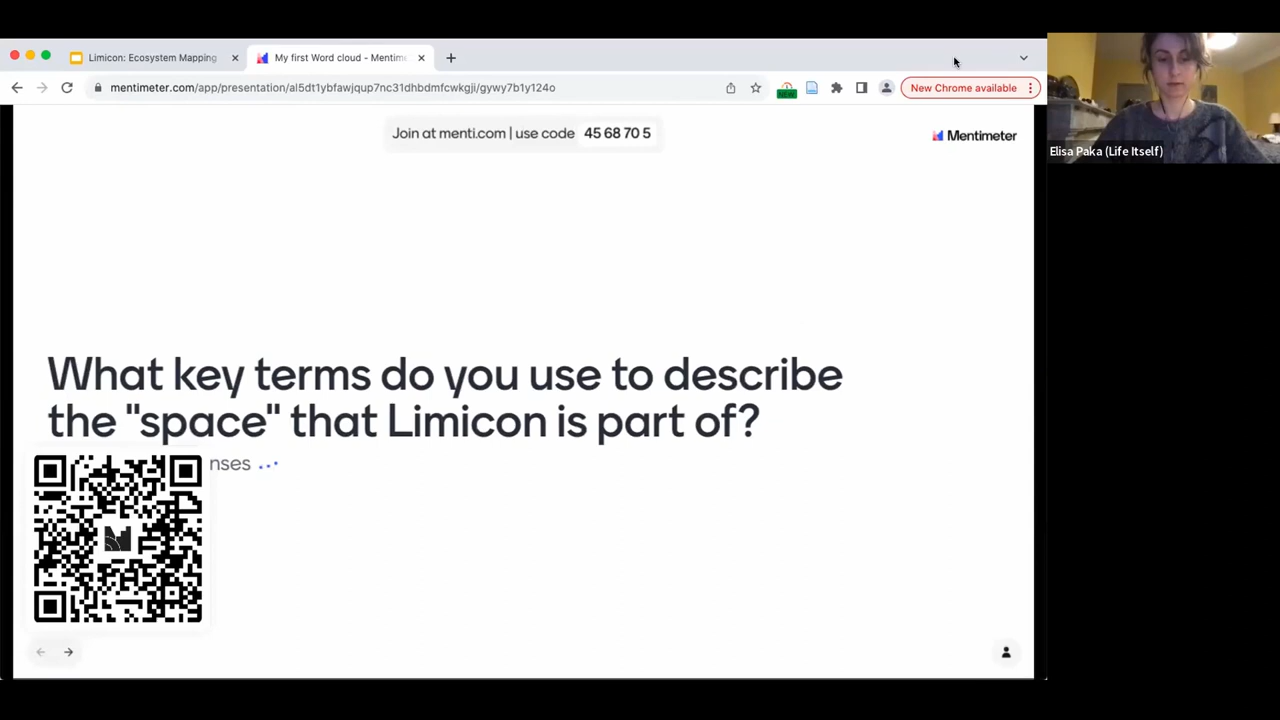 Limicon: Ecosystem Mapping
My first Word cloud - Mentime
mentimeter.com/app/presentation/al5dt1ybfawjqup7nc31dhbdmfcwkgji/gywy7b1y124o
NEW
New Chrome available
Join at menti.com | use code 45 68 70 5
Mentimeter
Elisa Paka (Life Itself)
What key terms do you use to describe
the "space" that Limicon is part of?
nses